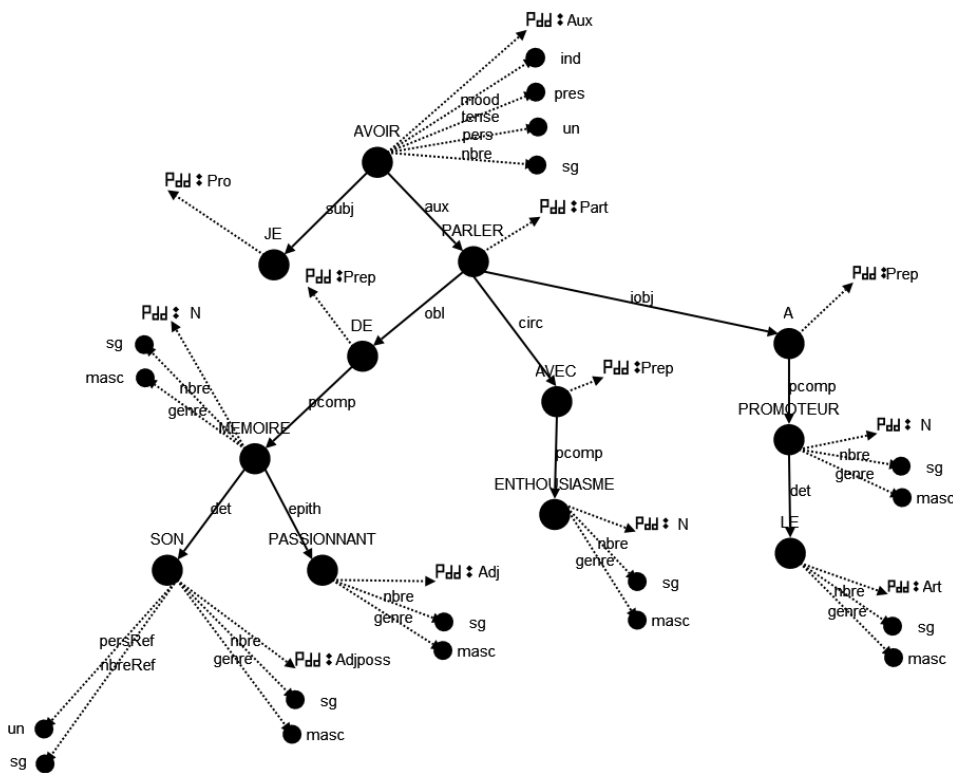 Pdd : Aux
ind
pres
un
sg
mood
tense
pers
nbre
AVOIR
Pdd : Pro
subj
aux
Pdd : Part
JE
PARLER
Pdd : Prep
Pdd : Prep
iobj
obl
circ
A
DE
Pdd : N
sg
masc
nbre
genre
pcomp
AVEC
Pdd : Prep
pcomp
PROMOTEUR
MEMOIRE
Pdd : N
nbre
genre
sg
masc
pcomp
ENTHOUSIASME
det
det
epith
LE
SON
PASSIONNANT
Pdd : N
nbre
genre
sg
masc
Pdd : Adj
nbre
genre
sg
masc
Pdd : Art
nbre
genre
sg
masc
persRef
nbreRef
nbre
genre
Pdd : Adjposs
sg
masc
un
sg